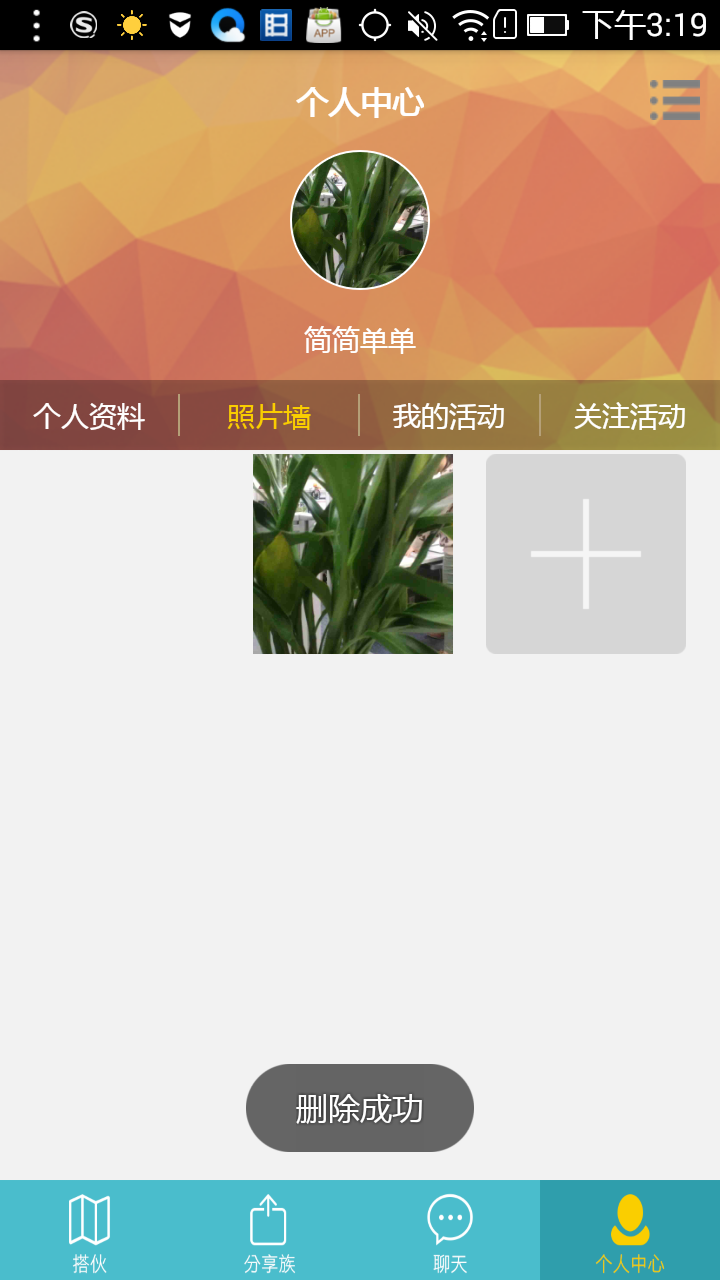 下午3:19
个人中心
简简单单
个人资料 照片墙 我的活动 关注活动
删除成功
搭伙 分享族 聊天 个人中心